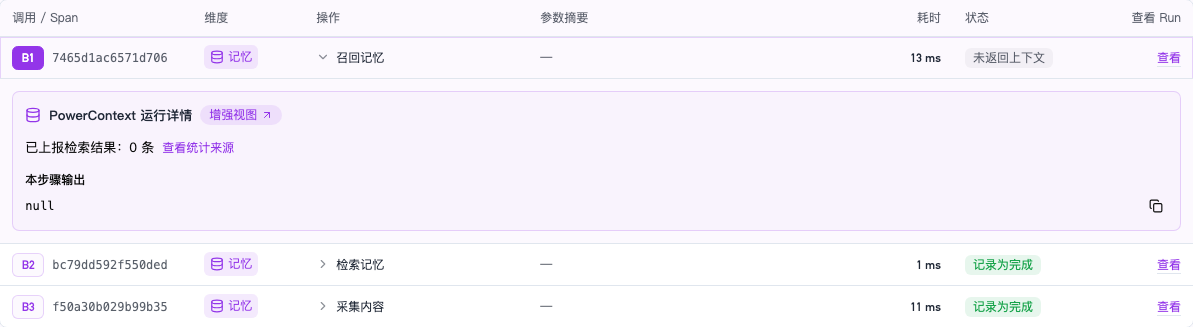 调用 / Span 维度 操作 参数摘要 耗时 状态 查看 Run
B1 7465d1ac6571d706 记忆 召回记忆 — 13 ms 未返回上下文 查看
PowerContext 运行详情 增强视图 ↗
已上报检索结果：0 条 查看统计来源
本步骤输出
null
B2 bc79dd592f550ded 记忆 检索记忆 — 1 ms 记录为完成 查看
B3 f50a30b029b99b35 记忆 采集内容 — 11 ms 记录为完成 查看